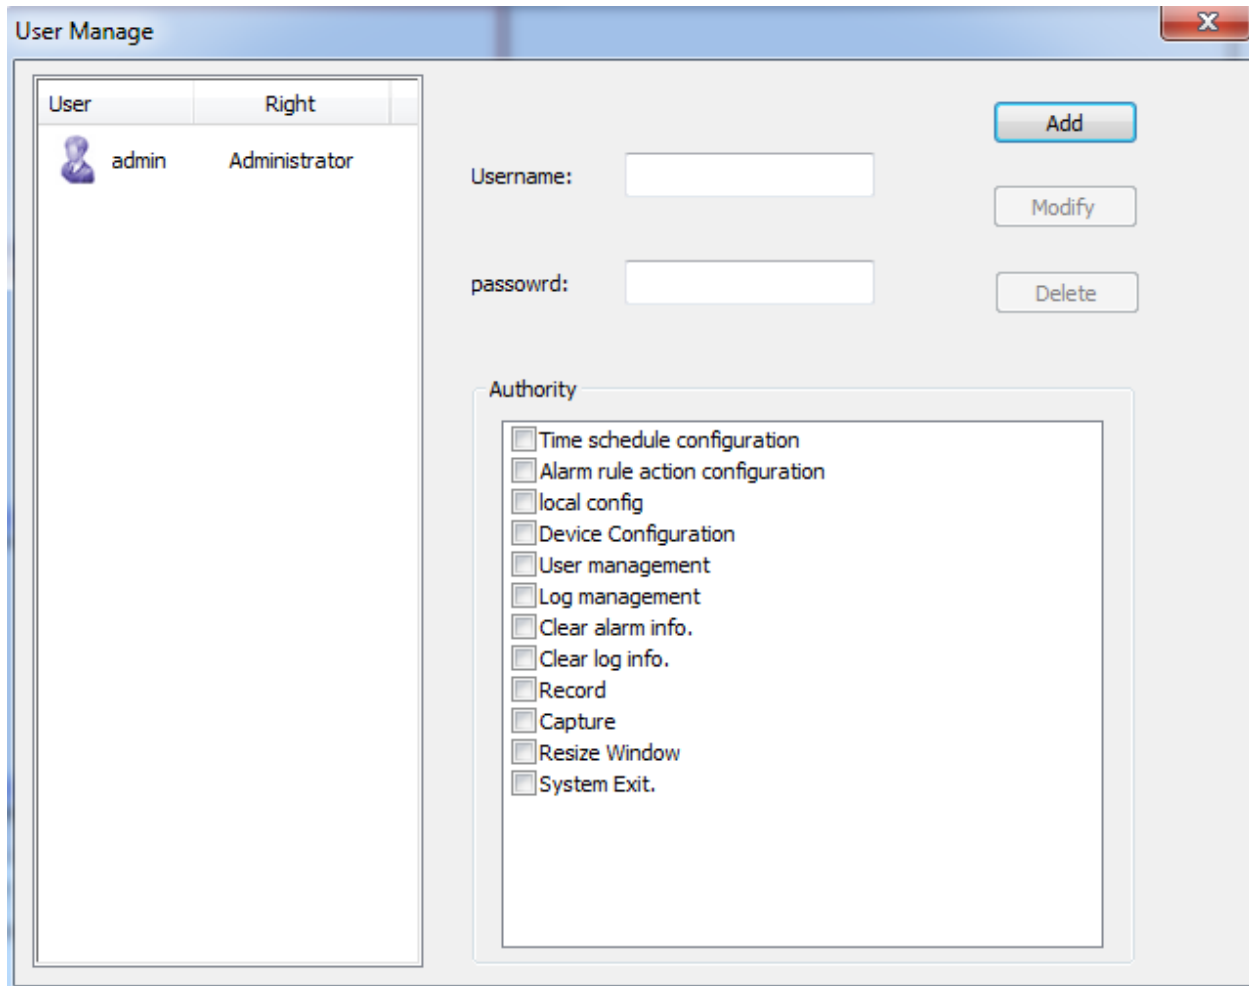 User Manage
User Right
admin Administrator
Username:
passowrd:
Add
Modify
Delete
Authority
Time schedule configuration
Alarm rule action configuration
local config
Device Configuration
User management
Log management
Clear alarm info.
Clear log info.
Record
Capture
Resize Window
System Exit.